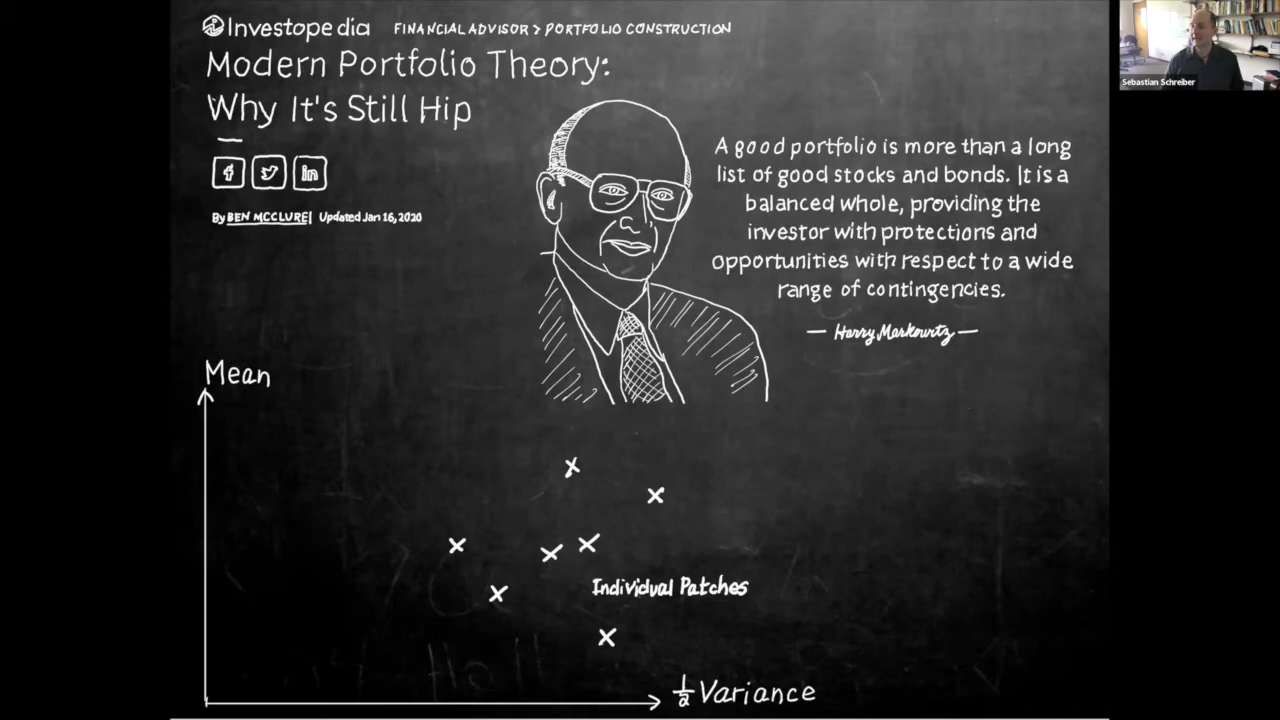 Investopedia
FINANCIAL ADVISOR > PORTFOLIO CONSTRUCTION
Modern Portfolio Theory:
Why It's Still Hip
f
in
By BEN MCCLURE| Updated Jan 16, 2020
A good portfolio is more than a long
list of good stocks and bonds. It is a
balanced whole, providing the
investor with protections and
opportunities with respect to a wide
range of contingencies.
— Harry Markowitz —
Mean
Individual Patches
1/2 Variance
Sebastian Schreiber